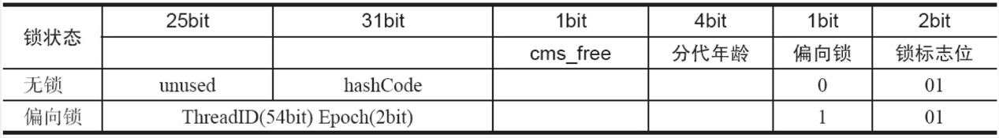 锁状态 25bit 31bit 1bit 4bit 1bit 2bit
cms_free 分代年龄 偏向锁 锁标志位
无锁 unused hashCode 0 01
偏向锁 ThreadID(54bit) Epoch(2bit) 1 01